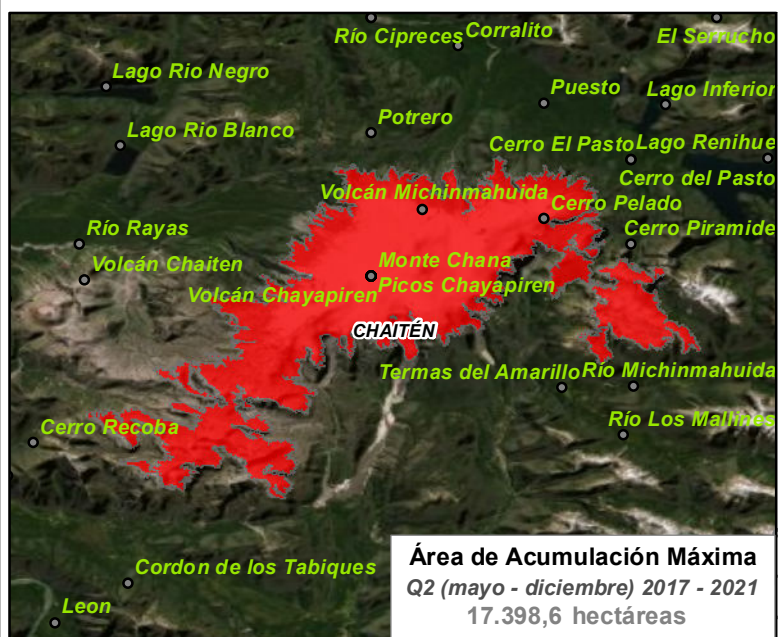 Río Cipreces
Corralito
El Serrucho
Lago Rio Negro
Puesto
Lago Inferior
Lago Rio Blanco
Potrero
Cerro El Pasto
Lago Renihue
Cerro del Pasto
Volcán Michinmahuida
Cerro Pelado
Río Rayas
Cerro Piramide
Volcán Chaiten
Monte Chana
Volcán Chayapiren
Picos Chayapiren
CHAITÉN
Termas del Amarillo
Río Michinmahuida
Cerro Recoba
Río Los Mallines
Cordon de los Tabiques
Leon
Área de Acumulación Máxima
Q2 (mayo - diciembre) 2017 - 2021
17.398,6 hectáreas